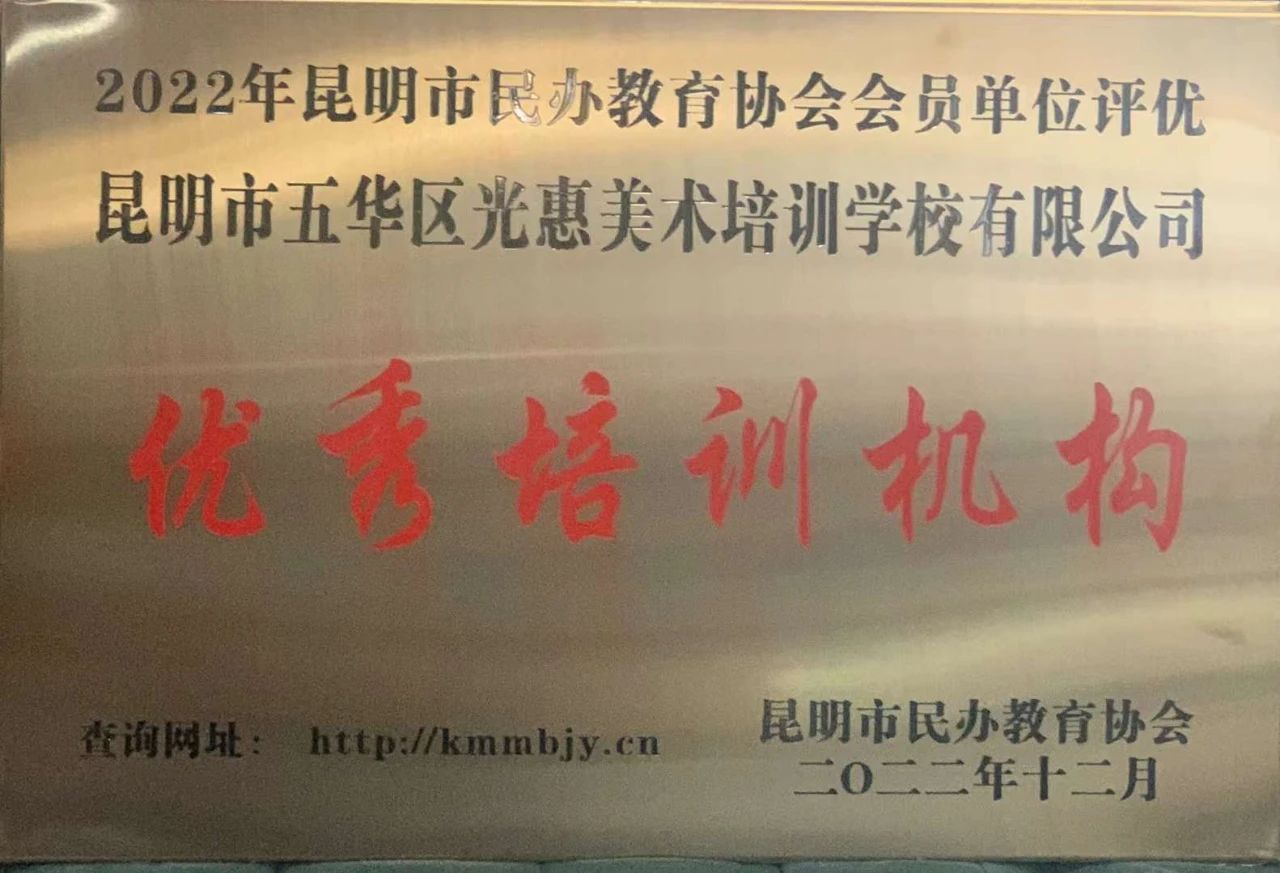 2022年昆明市民办教育协会会员单位评优
昆明市五华区光惠美术培训学校有限公司
优秀培训机构
查询网址： http://kmmbjy.cn
昆明市民办教育协会
二〇二二年十二月